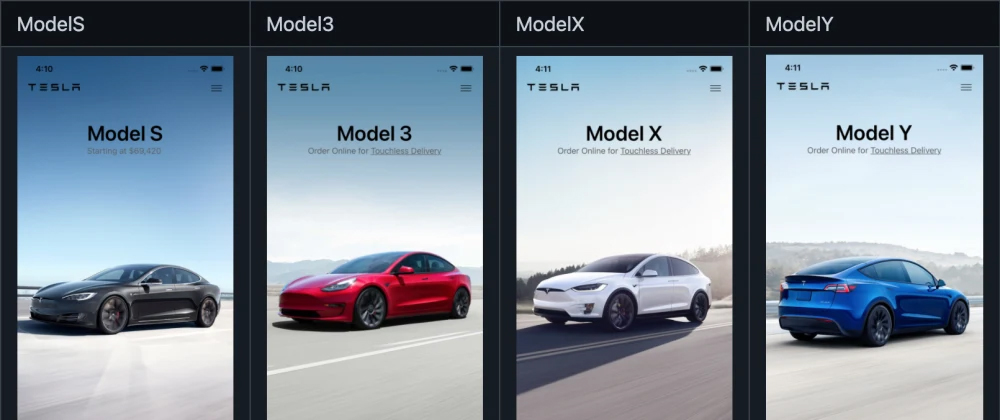 ModelS
Model3
ModelX
ModelY
4:10
TESLA
Model S
Starting at $69,420
4:10
TESLA
Model 3
Order Online for Touchless Delivery
4:11
TESLA
Model X
Order Online for Touchless Delivery
4:11
TESLA
Model Y
Order Online for Touchless Delivery